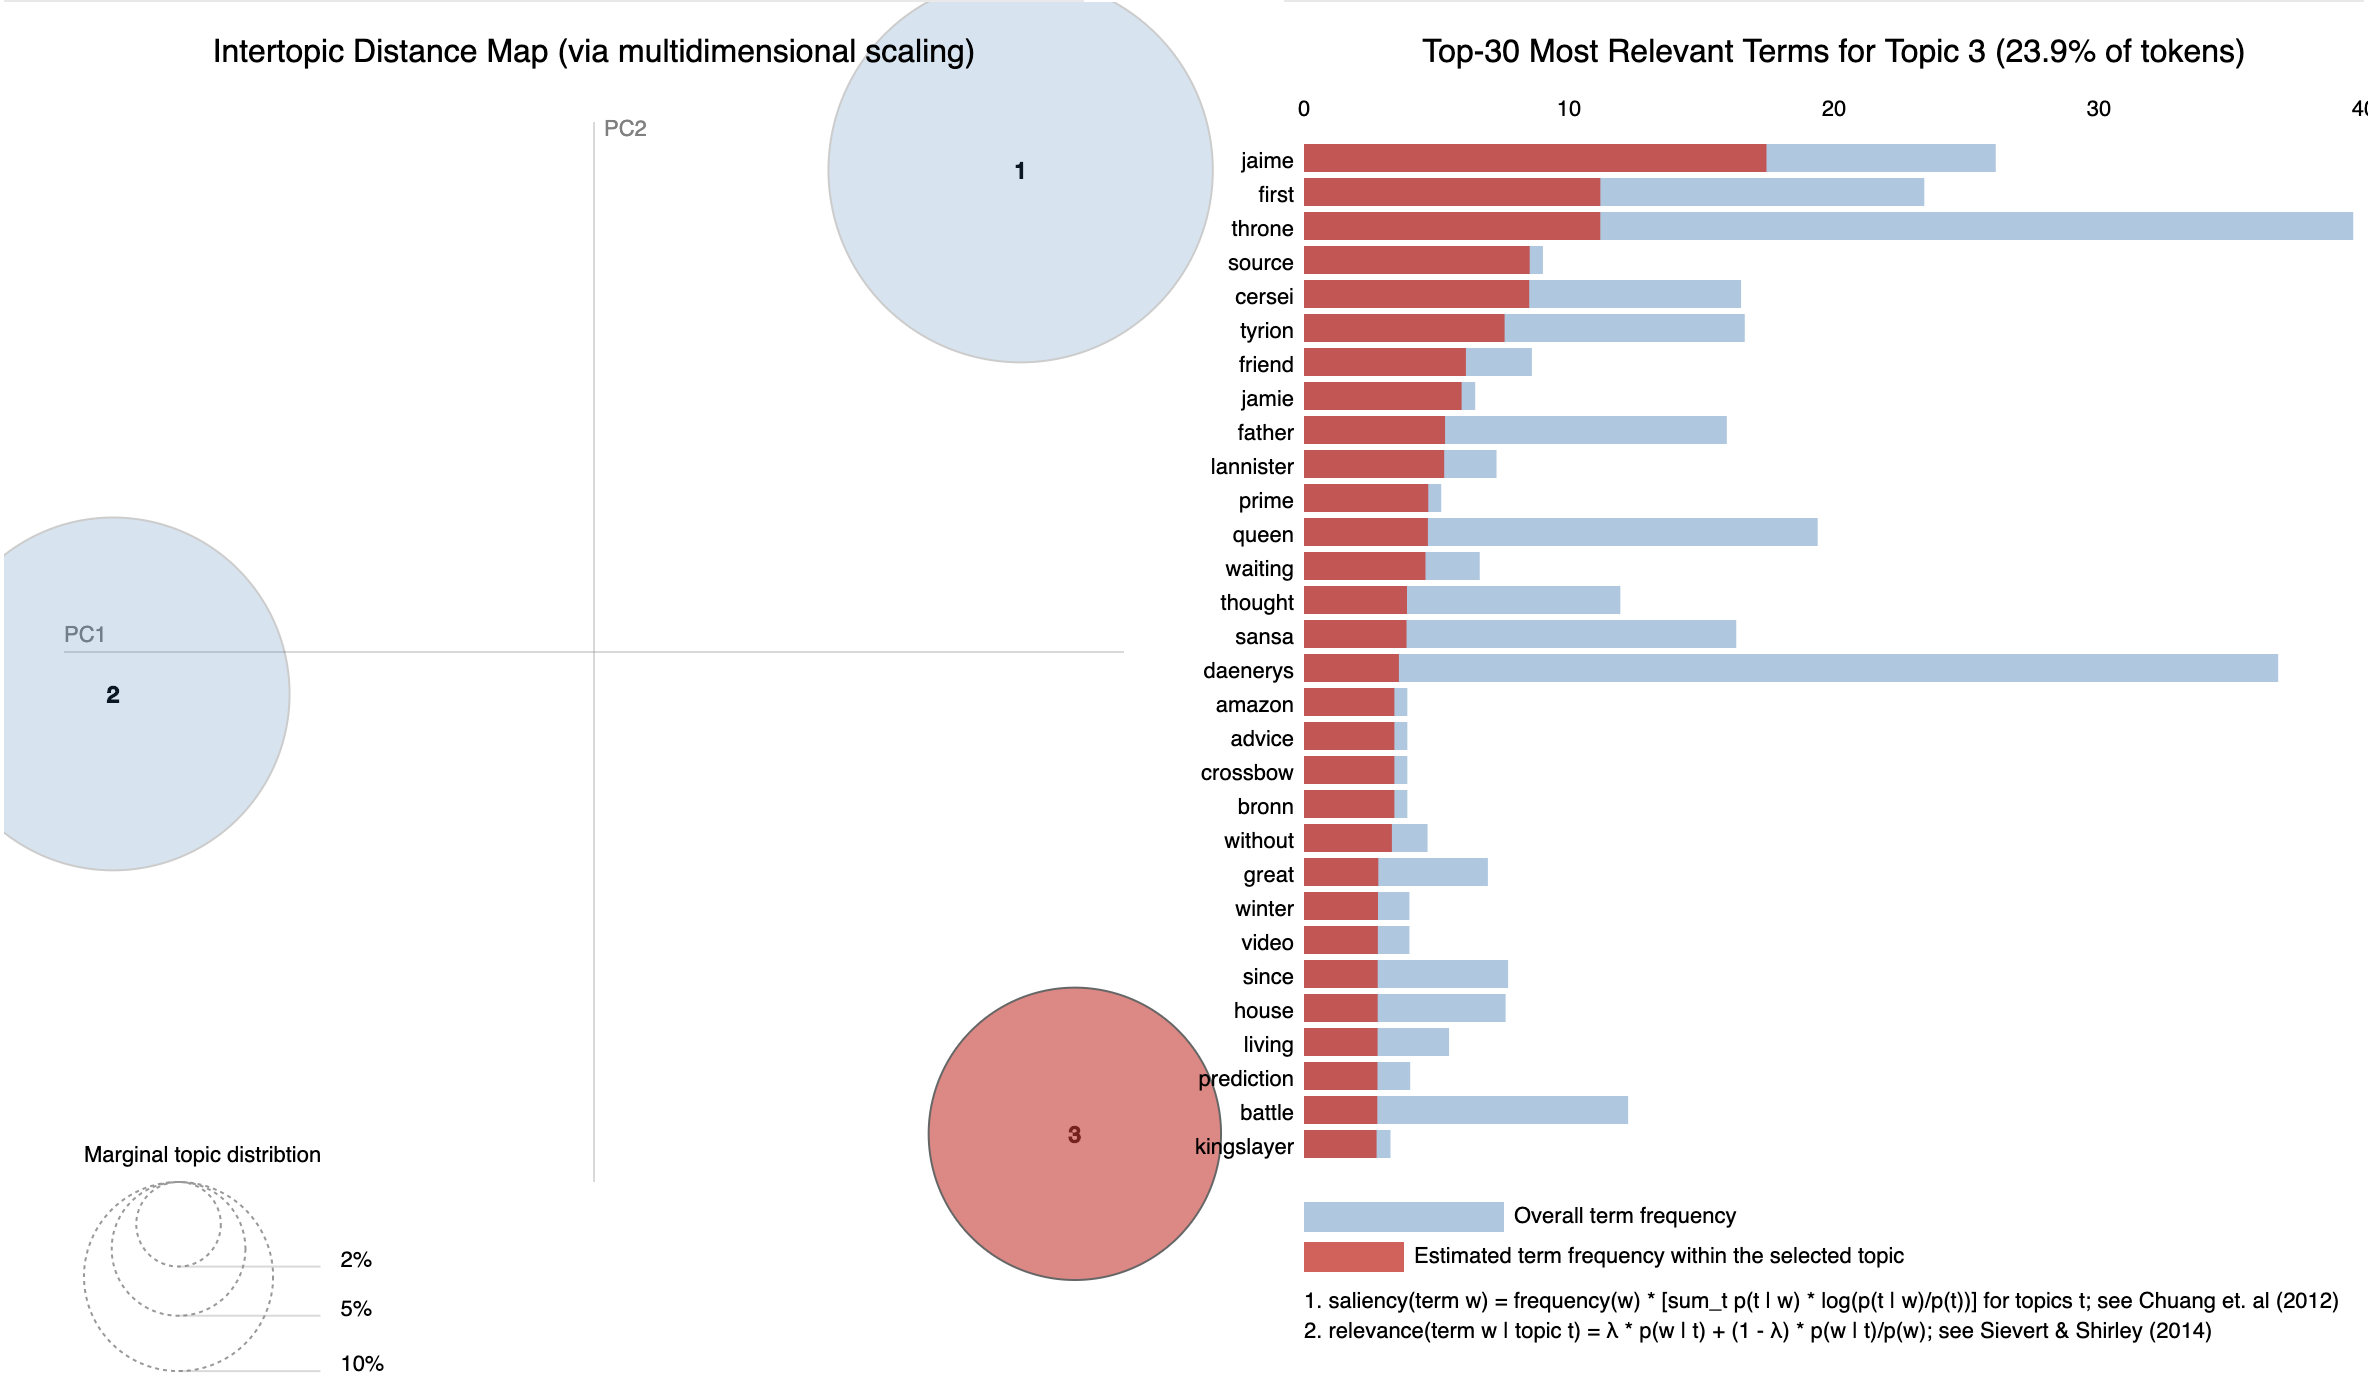 Intertopic Distance Map (via multidimensional scaling)
PC2
1
PC1
2
3
Marginal topic distribtion
2%
5%
10%
Top-30 Most Relevant Terms for Topic 3 (23.9% of tokens)
0 10 20 30 40
jaime
first
throne
source
cersei
tyrion
friend
jamie
father
lannister
prime
queen
waiting
thought
sansa
daenerys
amazon
advice
crossbow
bronn
without
great
winter
video
since
house
living
prediction
battle
kingslayer
Overall term frequency
Estimated term frequency within the selected topic
1. saliency(term w) = frequency(w) * [sum_t p(t | w) * log(p(t | w)/p(t))] for topics t; see Chuang et. al (2012)
2. relevance(term w | topic t) = λ * p(w | t) + (1 - λ) * p(w | t)/p(w); see Sievert & Shirley (2014)